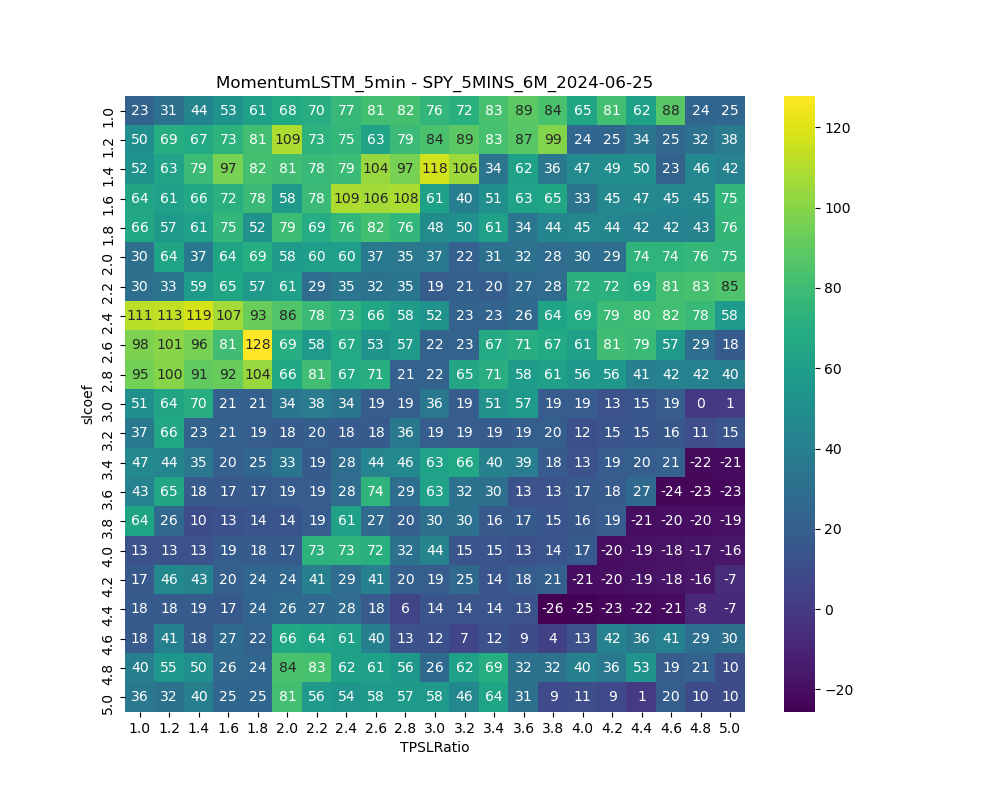 MomentumLSTM_5min - SPY_5MINS_6M_2024-06-25
1.0 23 31 44 53 61 68 70 77 81 82 76 72 83 89 84 65 81 62 88 24 25
1.2 50 69 67 73 81 109 73 75 63 79 84 89 83 87 99 24 25 34 25 32 38
1.4 52 63 79 97 82 81 78 79 104 97 118 106 34 62 36 47 49 50 23 46 42
1.6 64 61 66 72 78 58 78 109 106 108 61 40 51 63 65 33 45 47 45 45 75
1.8 66 57 61 75 52 79 69 76 82 76 48 50 61 34 44 45 44 42 42 43 76
2.0 30 64 37 64 69 58 60 60 37 35 37 22 31 32 28 30 29 74 74 76 75
2.2 30 33 59 65 57 61 29 35 32 35 19 21 20 27 28 72 72 69 81 83 85
2.4 111 113 119 107 93 86 78 73 66 58 52 23 23 26 64 69 79 80 82 78 58
2.6 98 101 96 81 128 69 58 67 53 57 22 23 67 71 67 61 81 79 57 29 18
2.8 95 100 91 92 104 66 81 67 71 21 22 65 71 58 61 56 56 41 42 42 40
3.0 51 64 70 21 21 34 38 34 19 19 36 19 51 57 19 19 13 15 19 0 1
3.2 37 66 23 21 19 18 20 18 18 36 19 19 19 19 20 12 15 15 16 11 15
3.4 47 44 35 20 25 33 19 28 44 46 63 66 40 39 18 13 19 20 21 -22 -21
3.6 43 65 18 17 17 19 19 28 74 29 63 32 30 13 13 17 18 27 -24 -23 -23
3.8 64 26 10 13 14 14 19 61 27 20 30 30 16 17 15 16 19 -21 -20 -20 -19
4.0 13 13 13 19 18 17 73 73 72 32 44 15 15 13 14 17 -20 -19 -18 -17 -16
4.2 17 46 43 20 24 24 41 29 41 20 19 25 14 18 21 -21 -20 -19 -18 -16 -7
4.4 18 18 19 17 24 26 27 28 18 6 14 14 14 13 -26 -25 -23 -22 -21 -8 -7
4.6 18 41 18 27 22 66 64 61 40 13 12 7 12 9 4 13 42 36 41 29 30
4.8 40 55 50 26 24 84 83 62 61 56 26 62 69 32 32 40 36 53 19 21 10
5.0 36 32 40 25 25 81 56 54 58 57 58 46 64 31 9 11 9 1 20 10 10
1.0 1.2 1.4 1.6 1.8 2.0 2.2 2.4 2.6 2.8 3.0 3.2 3.4 3.6 3.8 4.0 4.2 4.4 4.6 4.8 5.0
TPSLRatio
slcoef
120
100
80
60
40
20
0
−20